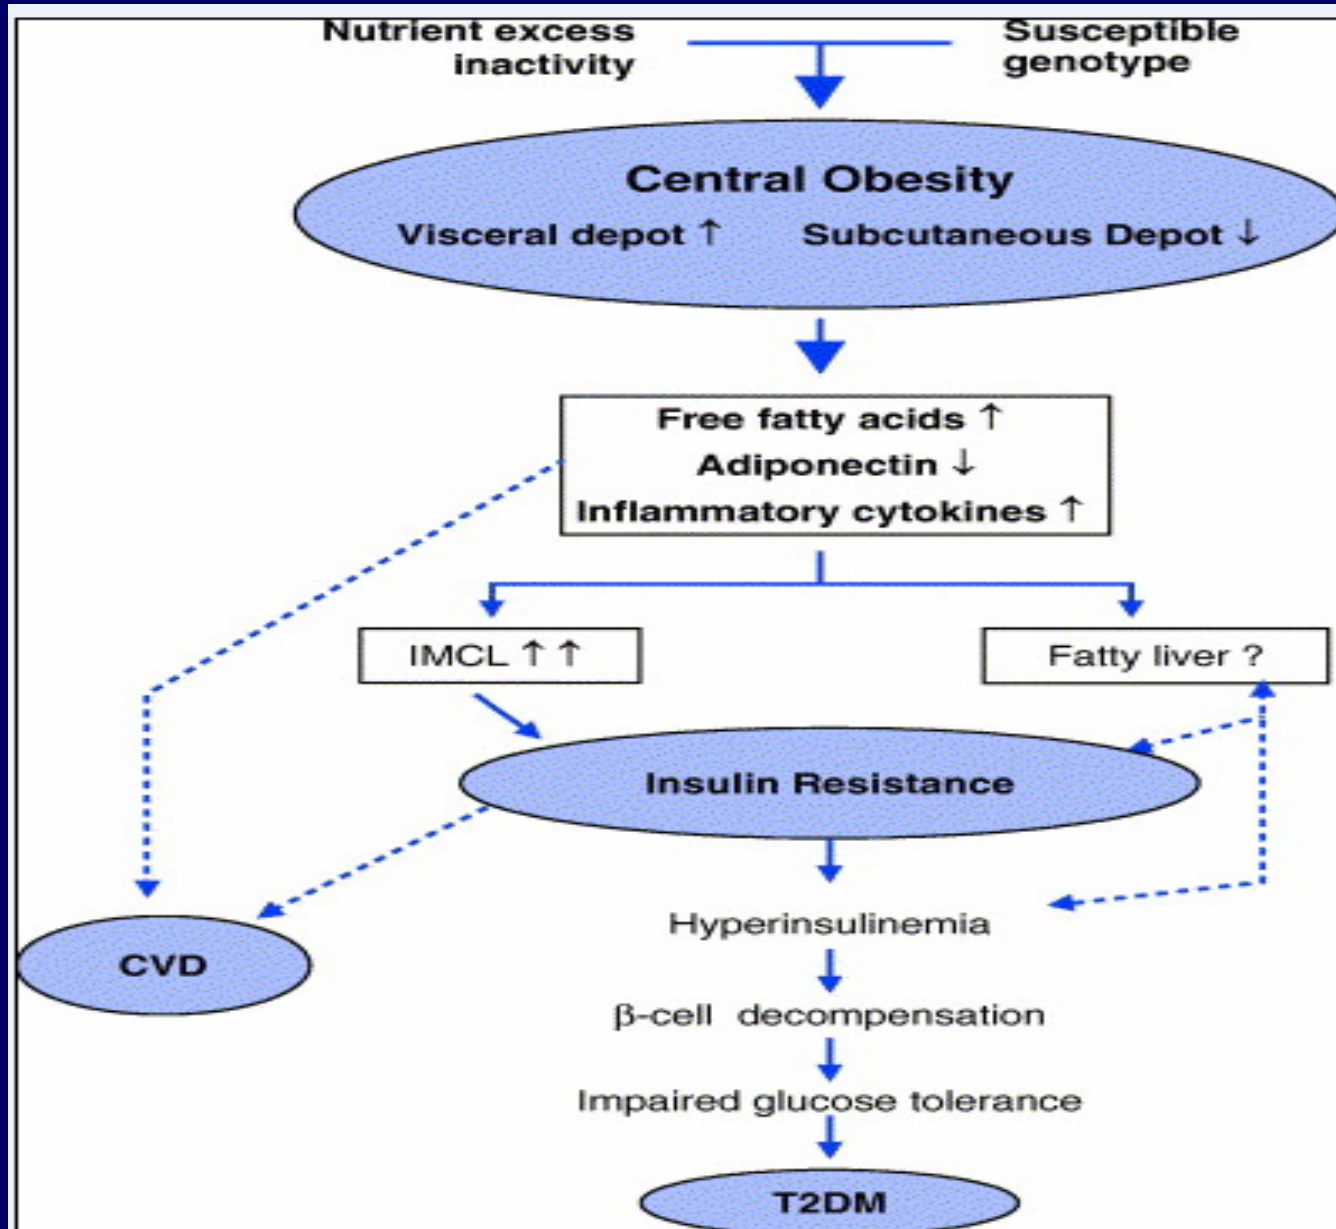 Nutrient excess
inactivity
Susceptible
genotype
Central Obesity
Visceral depot ↑ Subcutaneous Depot ↓
Free fatty acids ↑
Adiponectin ↓
Inflammatory cytokines ↑
IMCL ↑ ↑
Fatty liver ?
Insulin Resistance
Hyperinsulinemia
CVD
β-cell decompensation
Impaired glucose tolerance
T2DM